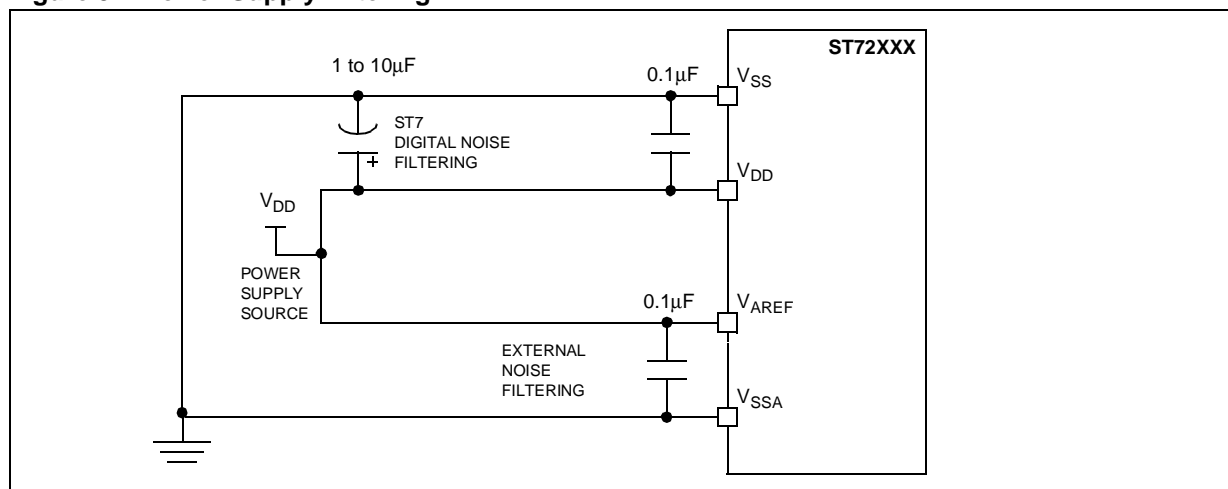 ST72XXX
1 to 10μF
0.1μF
VSS
ST7
DIGITAL NOISE
FILTERING
+
VDD
VDD
POWER
SUPPLY
SOURCE
0.1μF
VAREF
EXTERNAL
NOISE
FILTERING
VSSA